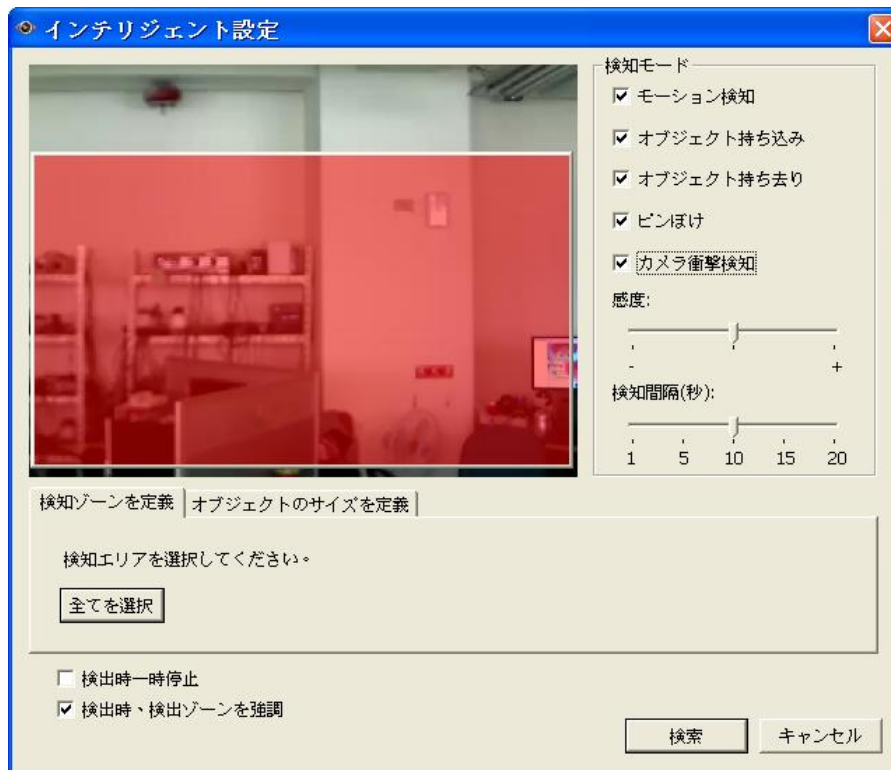 インテリジェント設定
検知モード
モーション検知
オブジェクト持ち込み
オブジェクト持ち去り
ピンぼけ
カメラ衝撃検知
感度:
- +
検知間隔(秒):
1 5 10 15 20
検知ゾーンを定義 オブジェクトのサイズを定義
検知エリアを選択してください。
全てを選択
検出時一時停止
検出時、検出ゾーンを強調
検索 キャンセル